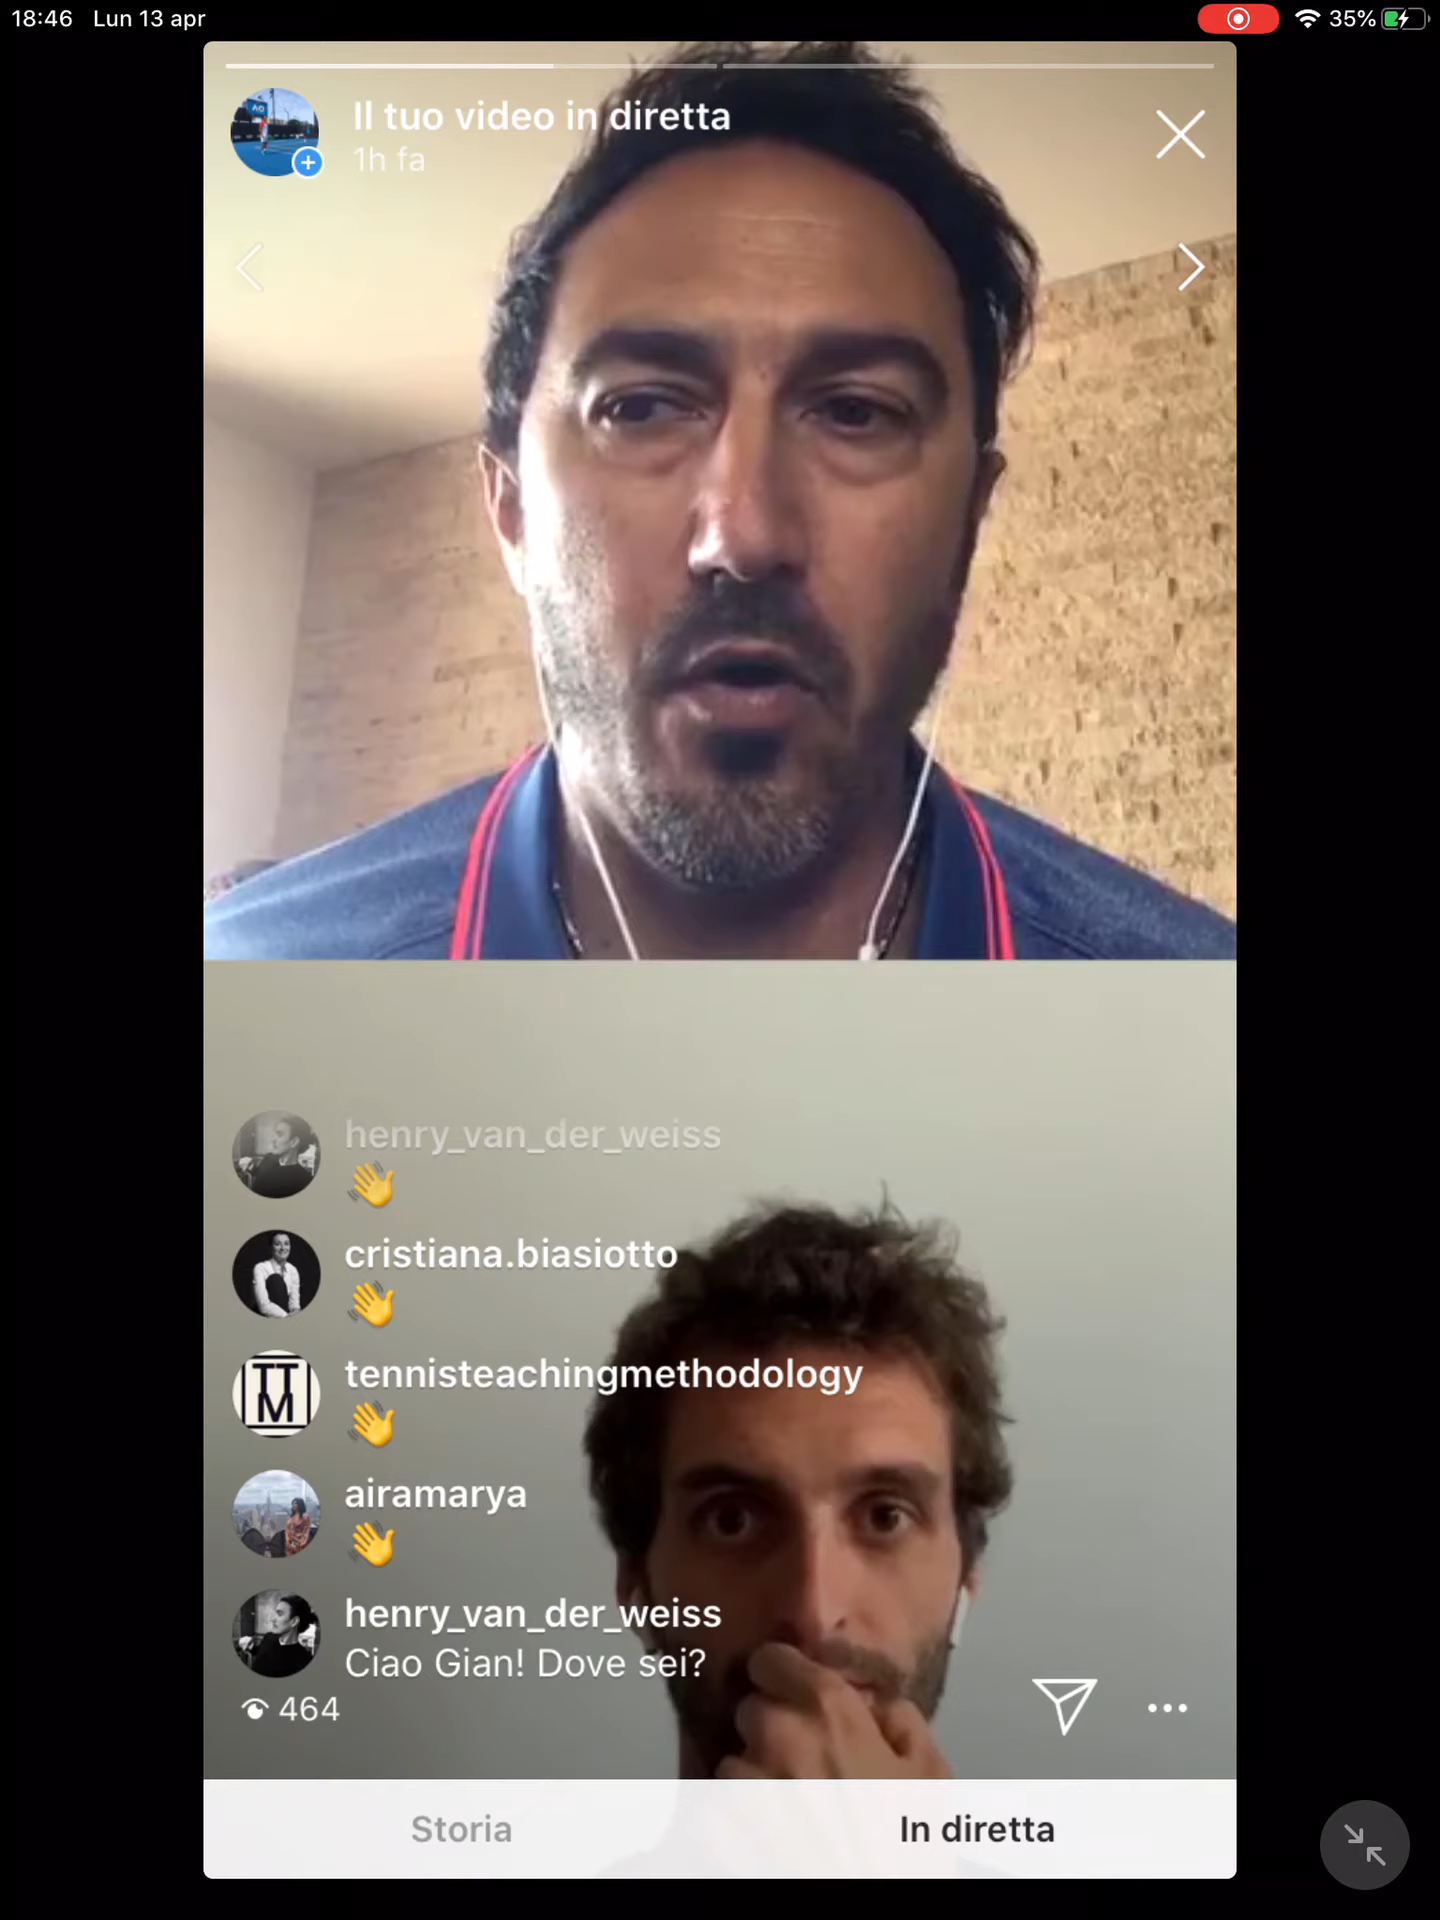 18:46 Lun 13 apr 35%
Il tuo video in diretta
1h fa
henry_van_der_weiss
👋
cristiana.biasiotto
👋
tennisteachingmethodology
👋
TTM
airamarya
👋
henry_van_der_weiss
Ciao Gian! Dove sei?
464
Storia In diretta